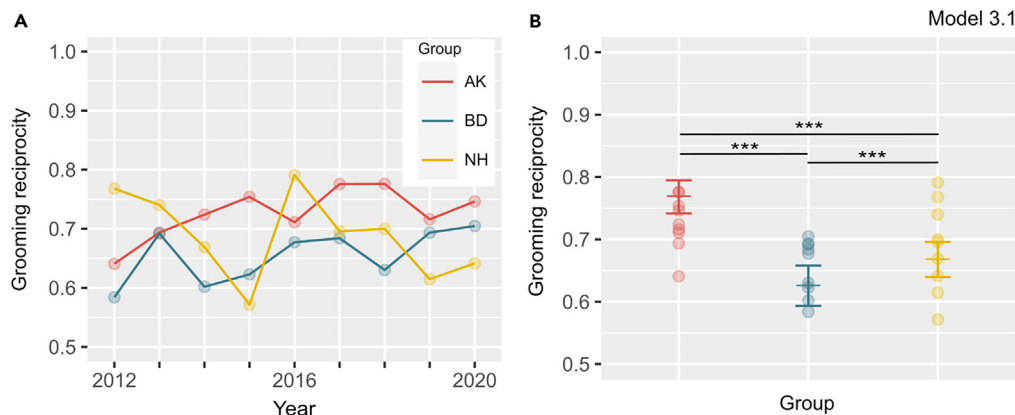 A
Grooming reciprocity
1.0
0.9
0.8
0.7
0.6
0.5
Group
AK
BD
NH
2012
2016
2020
Year
B
Model 3.1
Grooming reciprocity
1.0
0.9
0.8
0.7
0.6
0.5
***
***
***
Group